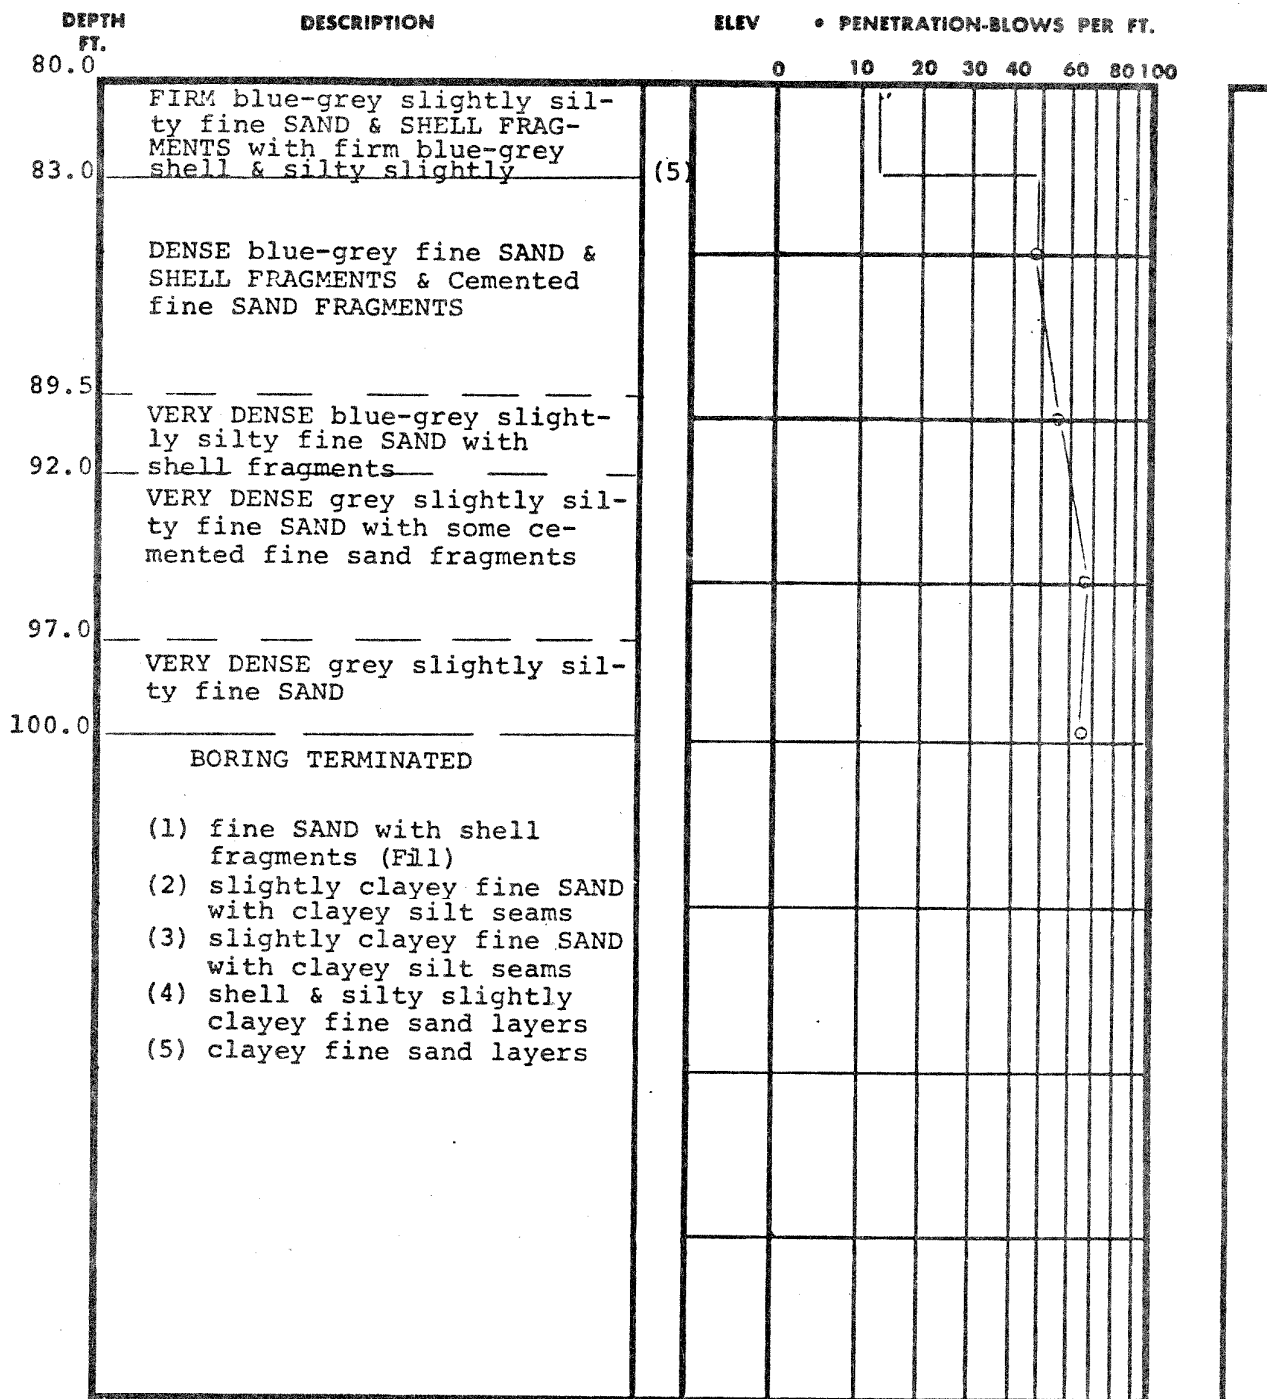 DEPTH FT. DESCRIPTION ELEV • PENETRATION-BLOWS PER FT.
0 10 20 30 40 60 80 100
80.0
FIRM blue-grey slightly sil-
ty fine SAND & SHELL FRAG-
MENTS with firm blue-grey
shell & silty slightly
83.0
(5)
DENSE blue-grey fine SAND &
SHELL FRAGMENTS & Cemented
fine SAND FRAGMENTS
89.5
VERY DENSE blue-grey slight-
ly silty fine SAND with
shell fragments
92.0
VERY DENSE grey slightly sil-
ty fine SAND with some ce-
mented fine sand fragments
97.0
VERY DENSE grey slightly sil-
ty fine SAND
100.0
BORING TERMINATED
(1) fine SAND with shell
fragments (Fill)
(2) slightly clayey fine SAND
with clayey silt seams
(3) slightly clayey fine SAND
with clayey silt seams
(4) shell & silty slightly
clayey fine sand layers
(5) clayey fine sand layers